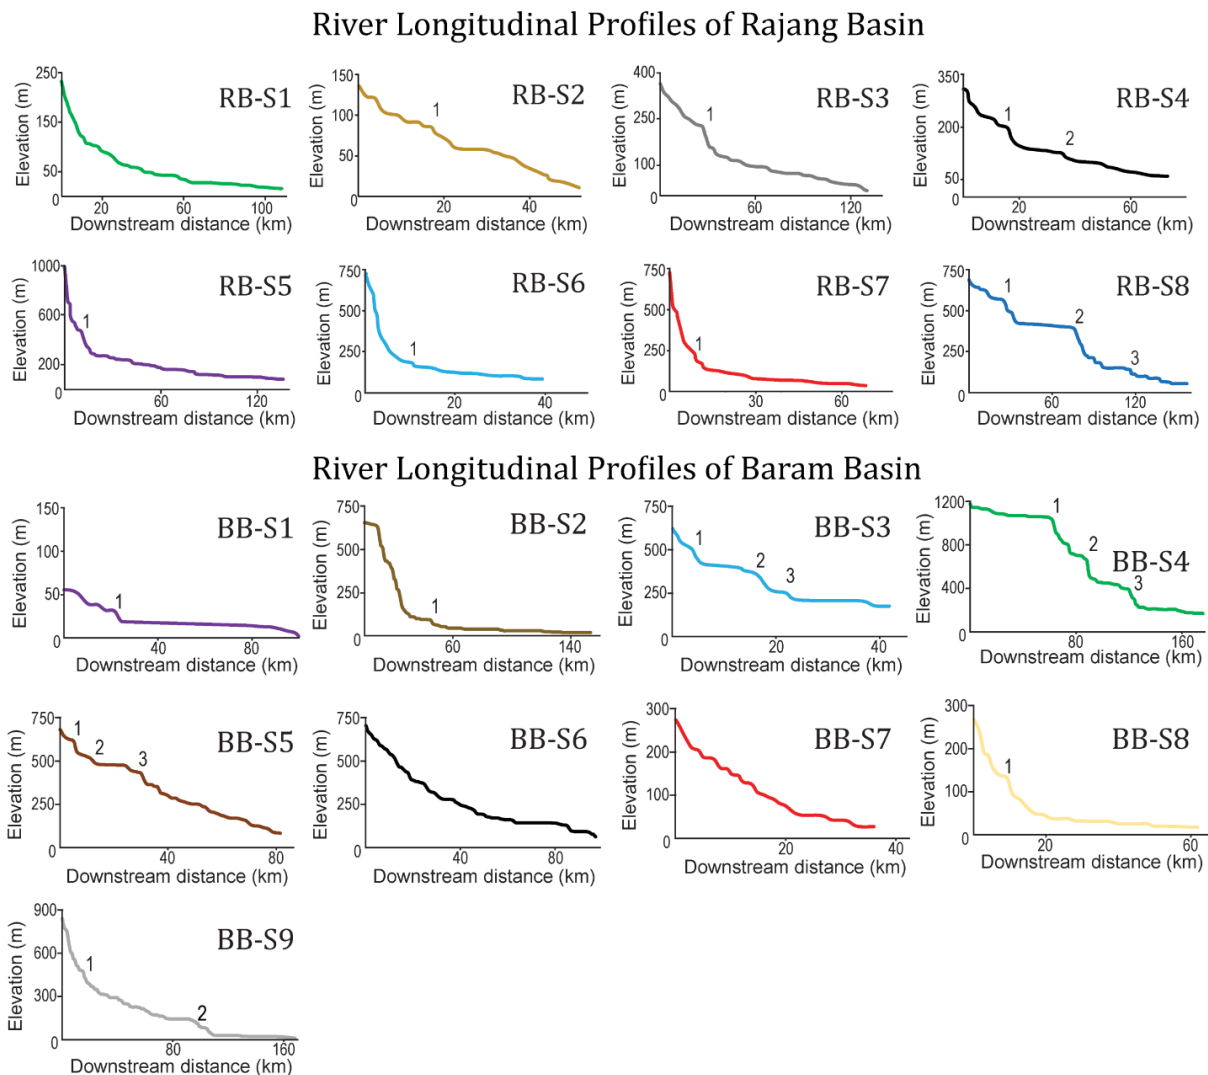 River Longitudinal Profiles of Rajang Basin
RB-S1
Elevation (m)
250
150
50
0
20
60
100
Downstream distance (km)
RB-S2
Elevation (m)
150
100
50
0
20
40
1
Downstream distance (km)
RB-S3
Elevation (m)
400
250
100
0
60
120
1
Downstream distance (km)
RB-S4
Elevation (m)
350
200
50
0
20
60
1
2
Downstream distance (km)
RB-S5
Elevation (m)
1000
600
200
0
60
120
1
Downstream distance (km)
RB-S6
Elevation (m)
750
500
250
0
20
40
1
Downstream distance (km)
RB-S7
Elevation (m)
750
500
250
0
30
60
1
Downstream distance (km)
RB-S8
Elevation (m)
750
500
250
0
60
120
1
2
3
Downstream distance (km)
River Longitudinal Profiles of Baram Basin
BB-S1
Elevation (m)
150
100
50
0
40
80
1
Downstream distance (km)
BB-S2
Elevation (m)
750
500
250
0
60
140
1
Downstream distance (km)
BB-S3
Elevation (m)
750
500
250
0
20
40
1
2
3
Downstream distance (km)
BB-S4
Elevation (m)
1200
800
400
0
80
160
1
2
3
Downstream distance (km)
BB-S5
Elevation (m)
750
500
250
0
40
80
1
2
3
Downstream distance (km)
BB-S6
Elevation (m)
750
500
250
0
40
80
Downstream distance (km)
BB-S7
Elevation (m)
300
200
100
0
20
40
Downstream distance (km)
BB-S8
Elevation (m)
300
200
100
0
20
60
1
Downstream distance (km)
BB-S9
Elevation (m)
900
600
300
0
80
160
1
2
Downstream distance (km)